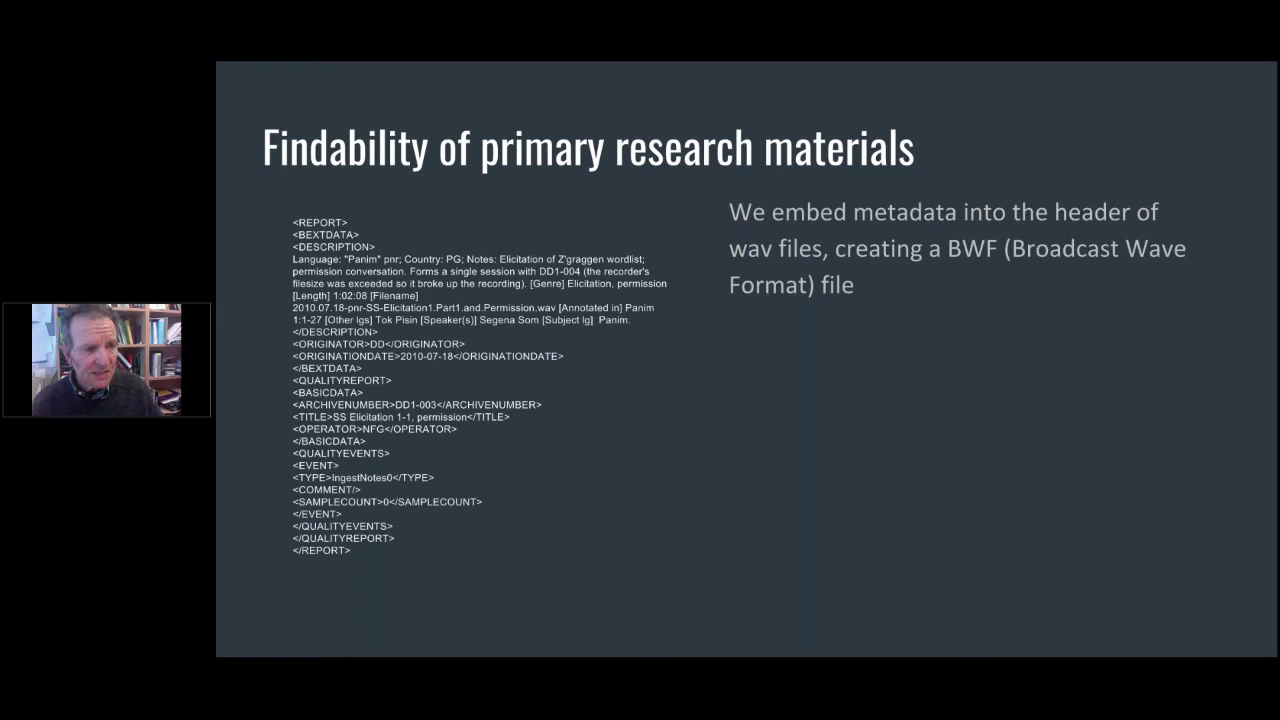 Findability of primary research materials
<REPORT>
<BEXTDATA>
<DESCRIPTION>
Language: "Panim" pnr; Country: PG; Notes: Elicitation of Z'graggen wordlist;
permission conversation. Forms a single session with DD1-004 (the recorder's
filesize was exceeded so it broke up the recording). [Genre] Elicitation, permission
[Length] 1:02:08 [Filename]
2010.07.18-pnr-SS-Elicitation1.Part1.and.Permission.wav [Annotated in] Panim
1:1-27 [Other lgs] Tok Pisin [Speaker(s)] Segena Som [Subject lg]  Panim.
</DESCRIPTION>
<ORIGINATOR>DD</ORIGINATOR>
<ORIGINATIONDATE>2010-07-18</ORIGINATIONDATE>
</BEXTDATA>
<QUALITYREPORT>
<BASICDATA>
<ARCHIVENUMBER>DD1-003</ARCHIVENUMBER>
<TITLE>SS Elicitation 1-1, permission</TITLE>
<OPERATOR>NFG</OPERATOR>
</BASICDATA>
<QUALITYEVENTS>
<EVENT>
<TYPE>IngestNotes0</TYPE>
<COMMENT/>
<SAMPLECOUNT>0</SAMPLECOUNT>
</EVENT>
</QUALITYEVENTS>
</QUALITYREPORT>
</REPORT>
We embed metadata into the header of
wav files, creating a BWF (Broadcast Wave
Format) file